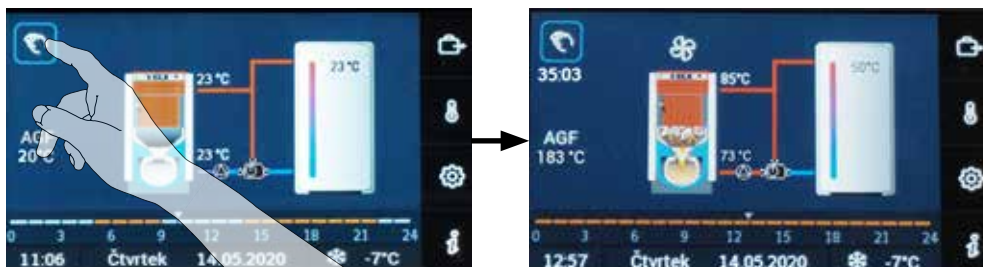 23 °C
23 °C
AGF
20°C
23 °C
0 3 6 9 12 15 18 21 24
11:06 Čtvrtek 14.05.2020 -7°C
35:03
85°C
50°C
AGF
183 °C
73 °C
0 3 6 9 12 15 18 21 24
12:57 Čtvrtek 14.05.2020 -7°C